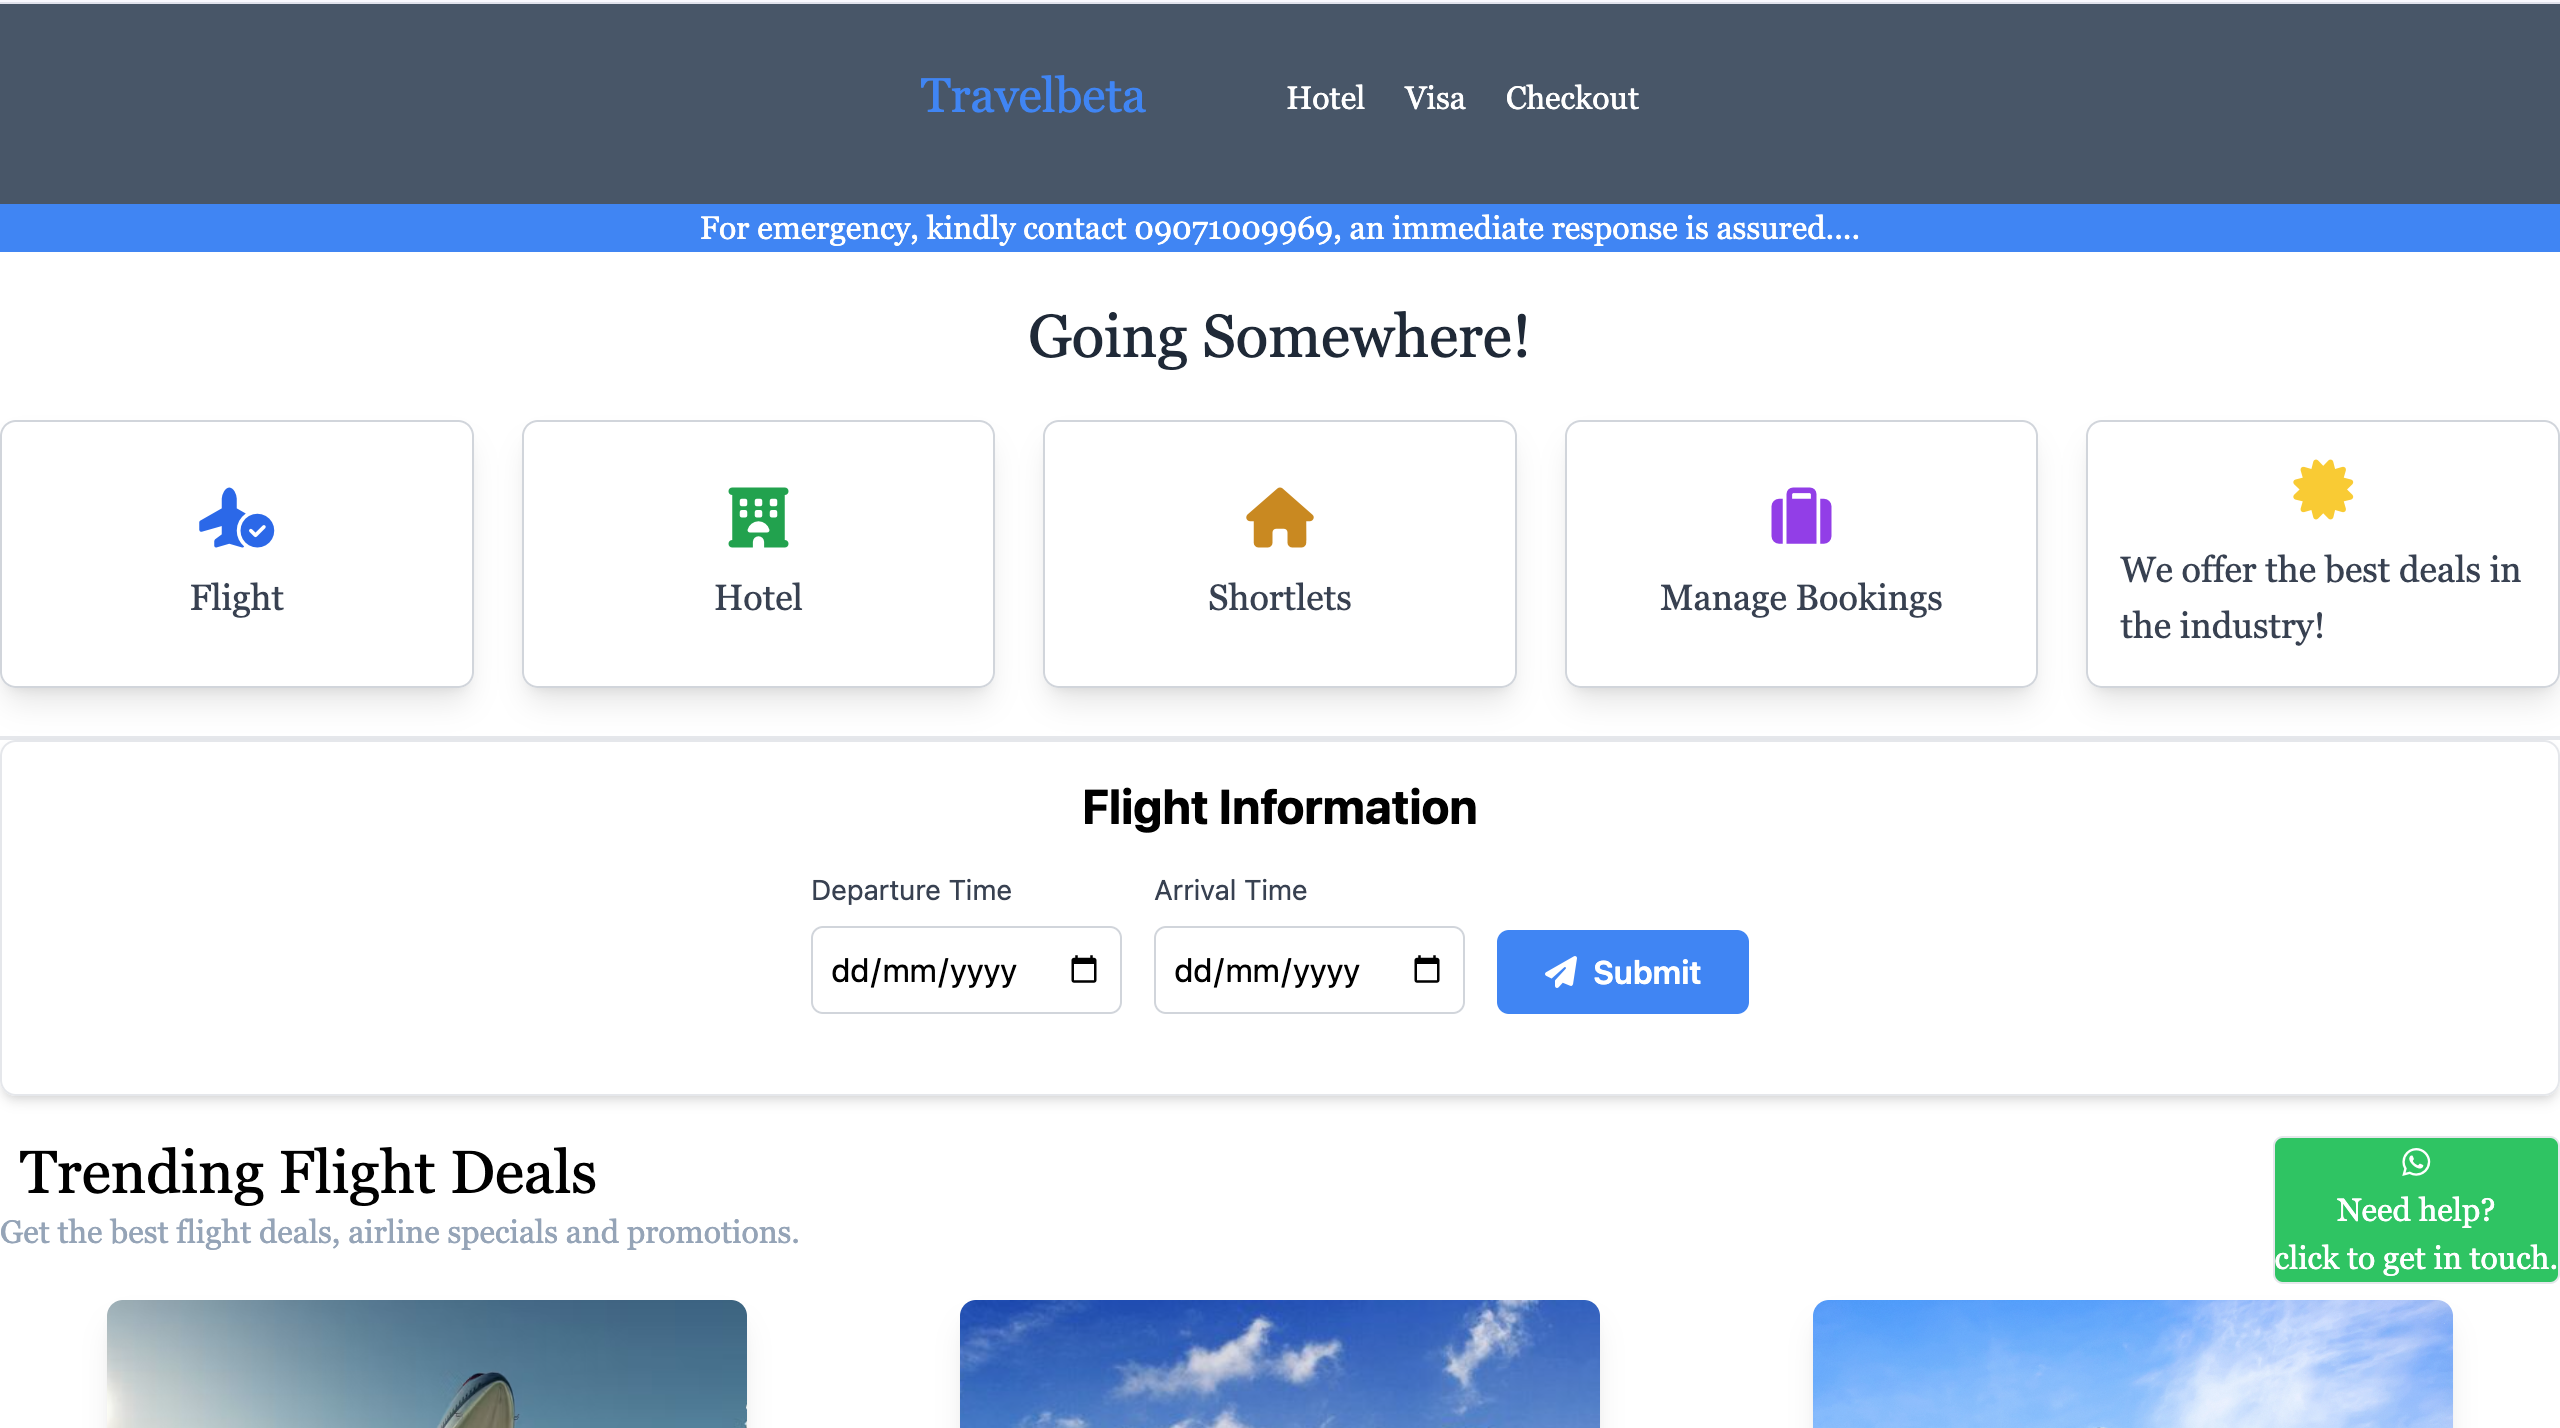 Travelbeta
Hotel Visa Checkout
For emergency, kindly contact 09071009969, an immediate response is assured....
Going Somewhere!
Flight
Hotel
Shortlets
Manage Bookings
We offer the best deals in
the industry!
Flight Information
Departure Time
dd/mm/yyyy
Arrival Time
dd/mm/yyyy
Submit
Trending Flight Deals
Get the best flight deals, airline specials and promotions.
Need help?
click to get in touch.